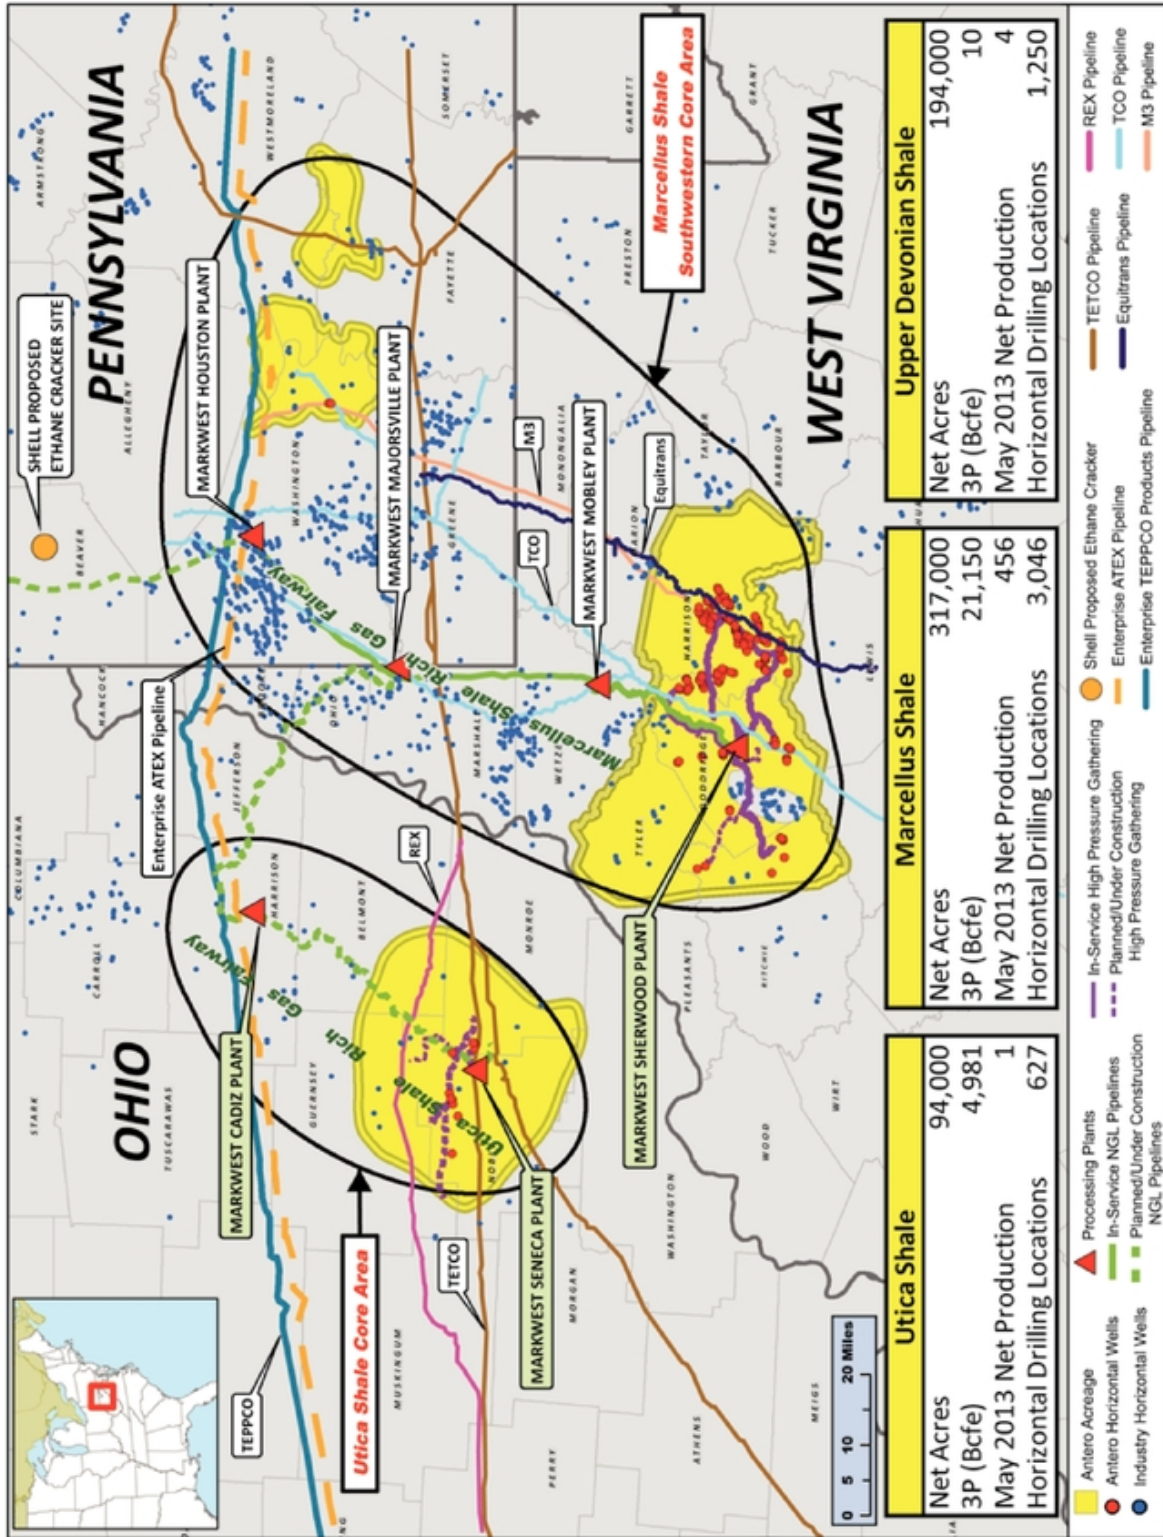 OHIO
PENNSYLVANIA
WEST VIRGINIA
SHELL PROPOSED
ETHANE CRACKER SITE
MARKWEST HOUSTON PLANT
MARKWEST MAJORSVILLE PLANT
MARKWEST MOBLEY PLANT
MARKWEST SHERWOOD PLANT
MARKWEST CADIZ PLANT
MARKWEST SENECA PLANT
Enterprise ATEX Pipeline
TEPPCO
TETCO
REX
M3
TCO
Equitrans
Utica Shale Core Area
Marcellus Shale
Southwestern Core Area
Utica Shale Rich Gas Fairway
Marcellus Shale Rich Gas Fairway
STARK
COLUMBIANA
CARROLL
TUSCARAWAS
HARRISON
JEFFERSON
HANCOCK
BEAVER
ALLEGHENY
ARMSTRONG
WESTMORELAND
WASHINGTON
GREENE
FAYETTE
SOMERSET
GUERNSEY
BELMONT
OHIO
MARSHALL
MUSKINGUM
MONROE
WETZEL
MONONGALIA
PRESTON
GARRETT
GRANT
TUCKER
TAYLOR
BARBOUR
HARRISON
DODDRIDGE
TYLER
PLEASANTS
RITCHIE
WIRT
WOOD
WASHINGTON
MORGAN
PERRY
ATHENS
MEIGS
0 5 10 20 Miles
Utica Shale
Net Acres 94,000
3P (Bcfe) 4,981
May 2013 Net Production 1
Horizontal Drilling Locations 627
Marcellus Shale
Net Acres 317,000
3P (Bcfe) 21,150
May 2013 Net Production 456
Horizontal Drilling Locations 3,046
Upper Devonian Shale
Net Acres 194,000
3P (Bcfe) 10
May 2013 Net Production 4
Horizontal Drilling Locations 1,250
Antero Acreage
Antero Horizontal Wells
Industry Horizontal Wells
Processing Plants
In-Service NGL Pipelines
Planned/Under Construction
NGL Pipelines
In-Service High Pressure Gathering
Planned/Under Construction
High Pressure Gathering
Shell Proposed Ethane Cracker
Enterprise ATEX Pipeline
Enterprise TEPPCO Products Pipeline
TETCO Pipeline
Equitrans Pipeline
REX Pipeline
TCO Pipeline
M3 Pipeline